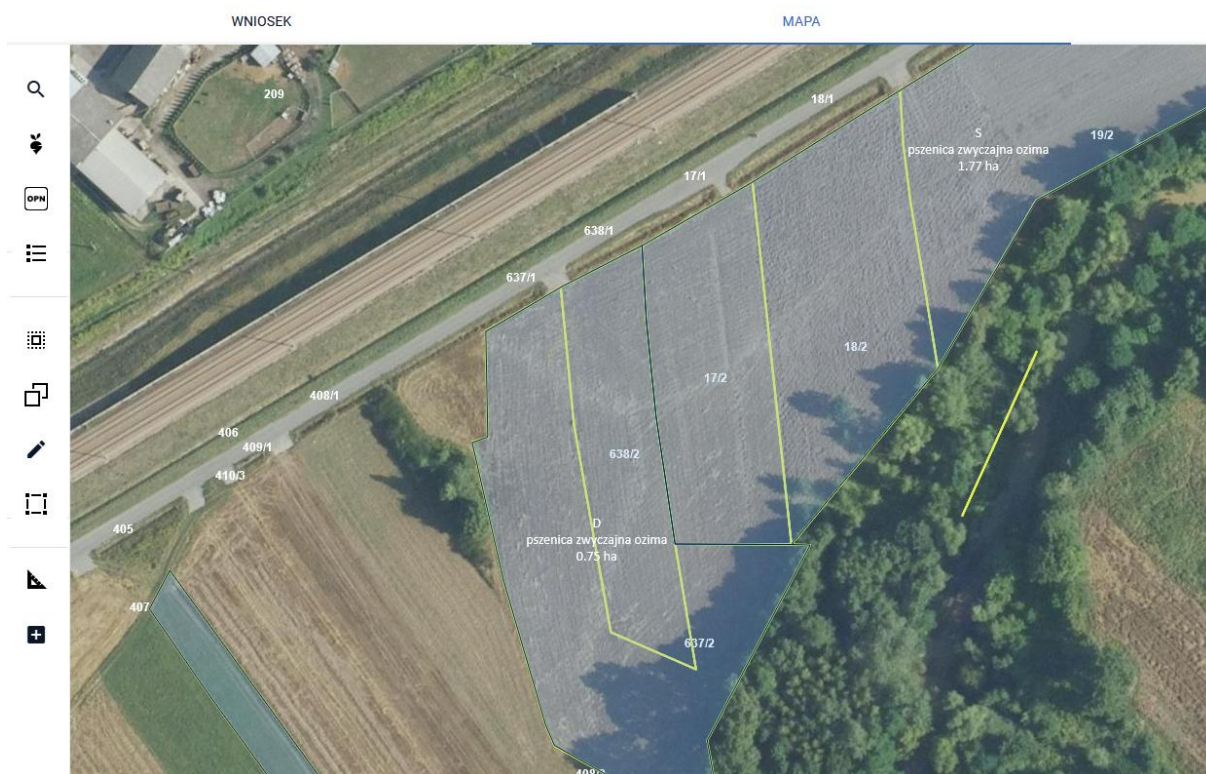 WNIOSEK
MAPA
209
18/1
S
pszenica zwyczajna ozima
1.77 ha
19/2
17/1
638/1
637/1
OPN
18/2
17/2
408/1
406
409/1
638/2
410/3
405
D
pszenica zwyczajna ozima
0.75 ha
407
637/2